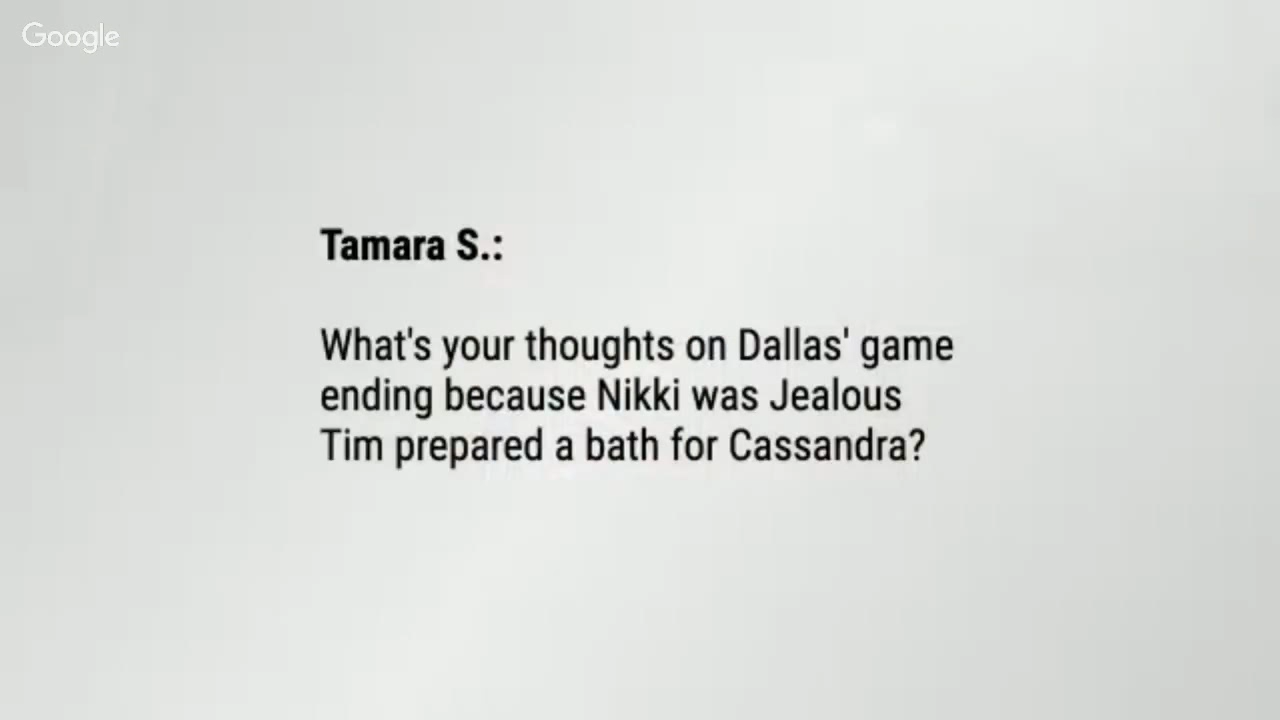 Google
Tamara S.:
What's your thoughts on Dallas' game
ending because Nikki was Jealous
Tim prepared a bath for Cassandra?